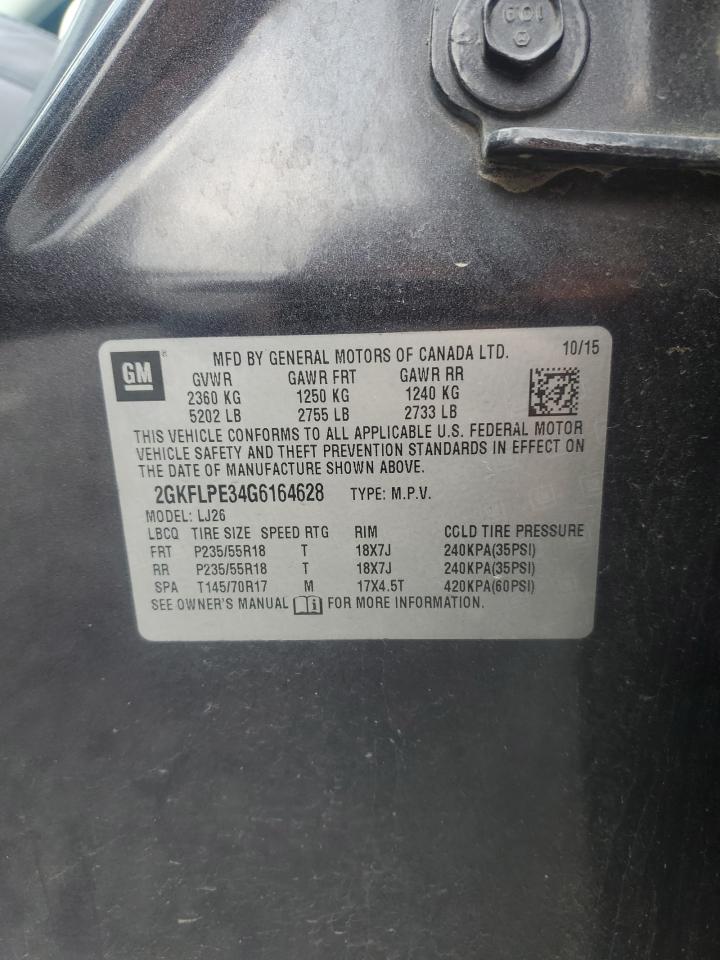 109
GM ® MFD BY GENERAL MOTORS OF CANADA LTD. 10/15
GVWR GAWR FRT GAWR RR
2360 KG 1250 KG 1240 KG
5202 LB 2755 LB 2733 LB
THIS VEHICLE CONFORMS TO ALL APPLICABLE U.S. FEDERAL MOTOR
VEHICLE SAFETY AND THEFT PREVENTION STANDARDS IN EFFECT ON
THE DATE OF MANUFACTURE SHOWN ABOVE.
2GKFLPE34G6164628 TYPE: M.P.V.
MODEL: LJ26
LBCQ TIRE SIZE SPEED RTG RIM COLD TIRE PRESSURE
FRT P235/55R18 T 18X7J 240KPA(35PSI)
RR P235/55R18 T 18X7J 240KPA(35PSI)
SPA T145/70R17 M 17X4.5T 420KPA(60PSI)
SEE OWNER'S MANUAL i FOR MORE INFORMATION.